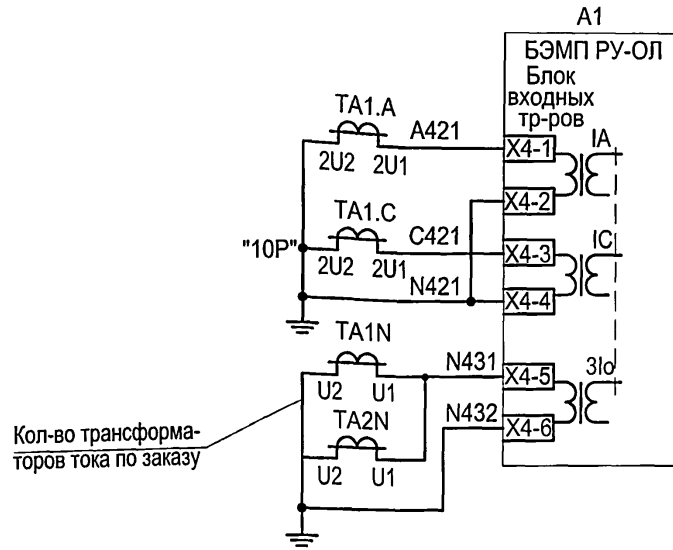 A1
БЭМП РУ-ОЛ
Блок
входных
тр-ров
TA1.A
A421
X4-1
IA
2U2
2U1
X4-2
TA1.C
C421
X4-3
IC
"10P"
2U2
2U1
N421
X4-4
TA1N
N431
X4-5
3Io
U2
U1
TA2N
N432
X4-6
Кол-во трансформа-
торов тока по заказу
U2
U1